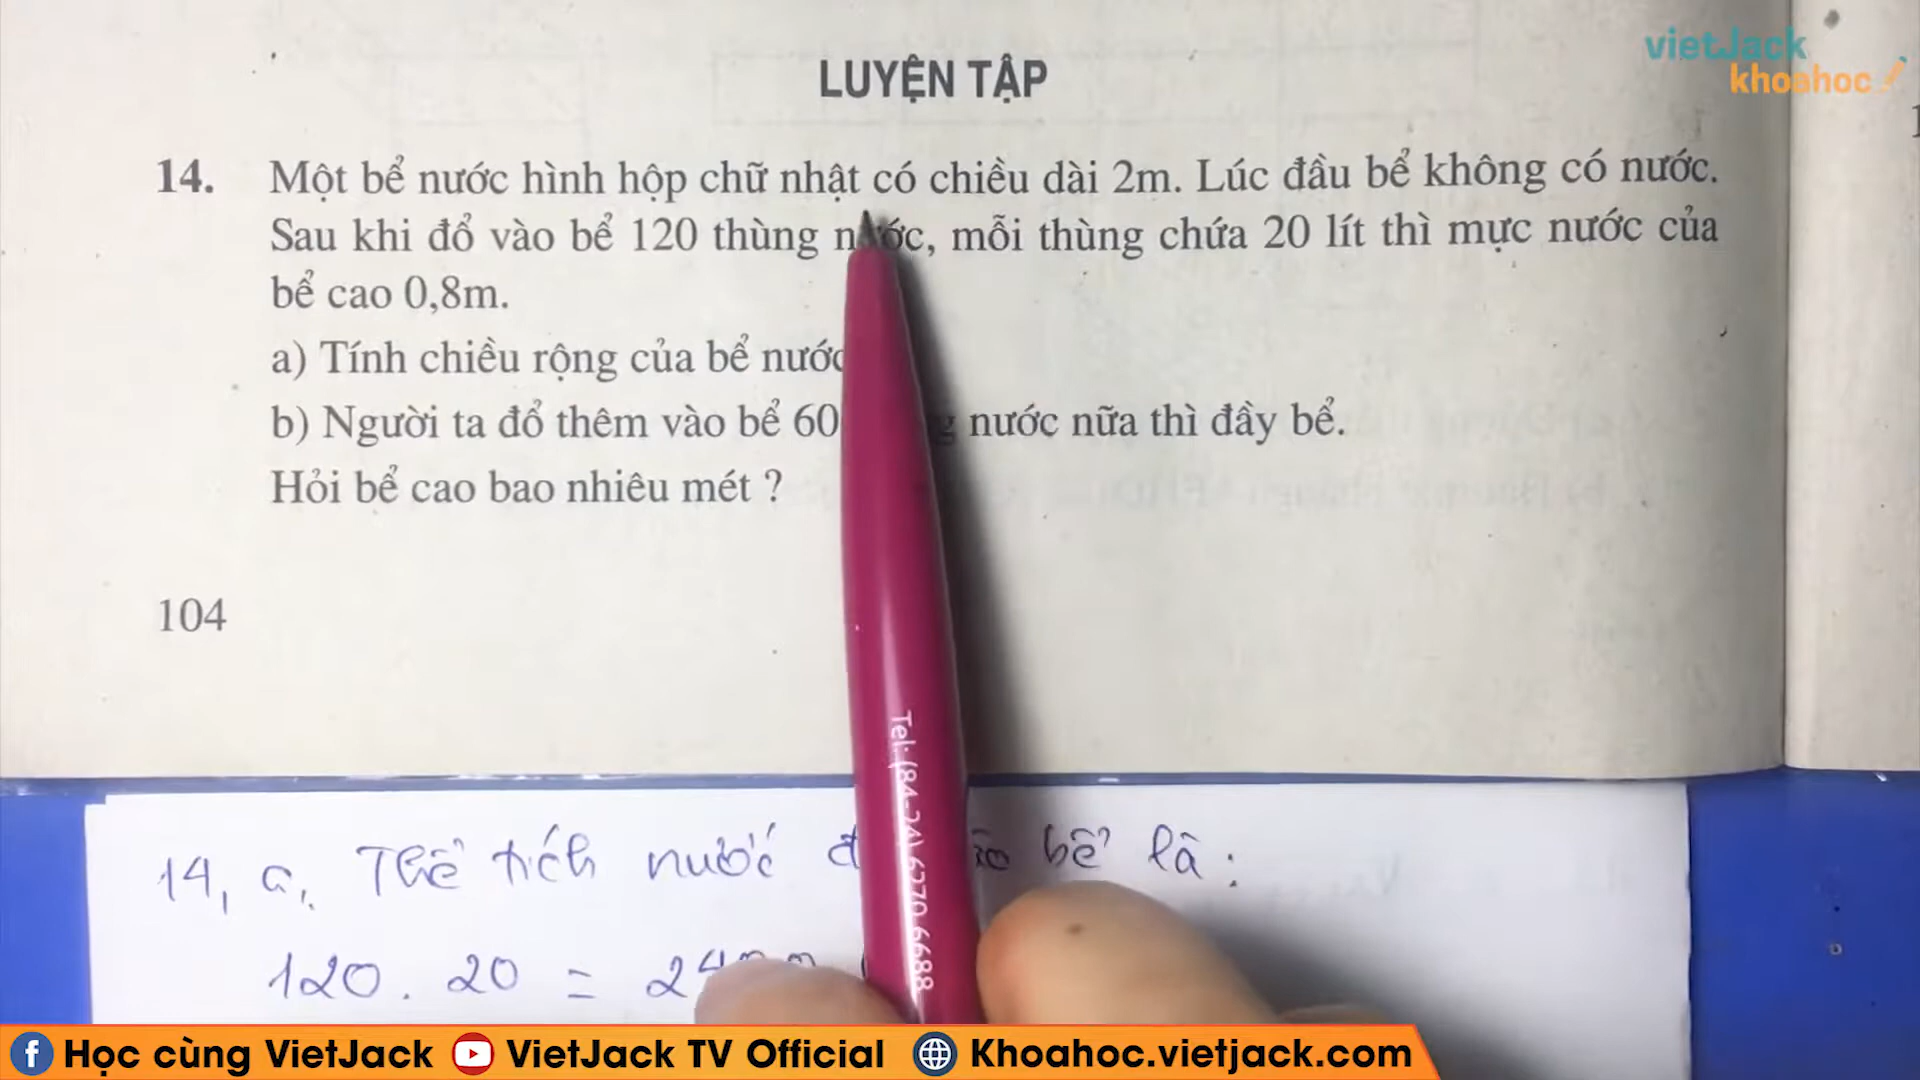 vietJack
khoahoc
LUYỆN TẬP
14. Một bể nước hình hộp chữ nhật có chiều dài 2m. Lúc đầu bể không có nước.
Sau khi đổ vào bể 120 thùng nước, mỗi thùng chứa 20 lít thì mực nước của
bể cao 0,8m.
a) Tính chiều rộng của bể nước
b) Người ta đổ thêm vào bể 60 nước nữa thì đầy bể.
Hỏi bể cao bao nhiêu mét ?
104
Tel: (84-24) 6270 6688
14, a, Thể tích nước bể là:
120 . 20 =
Học cùng VietJack VietJack TV Official Khoahoc.vietjack.com